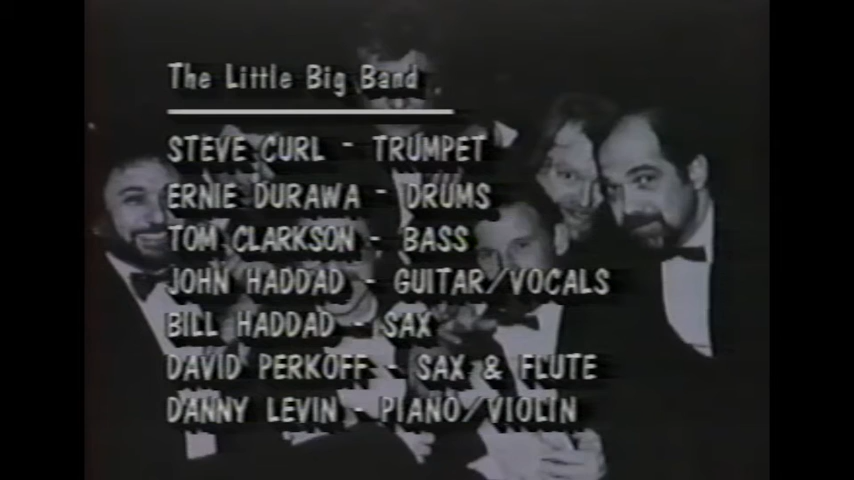 The Little Big Band
STEVE CURL - TRUMPET
ERNIE DURAWA - DRUMS
TOM CLARKSON - BASS
JOHN HADDAD - GUITAR/VOCALS
BILL HADDAD - SAX
DAVID PERKOFF - SAX & FLUTE
DANNY LEVIN - PIANO/VIOLIN